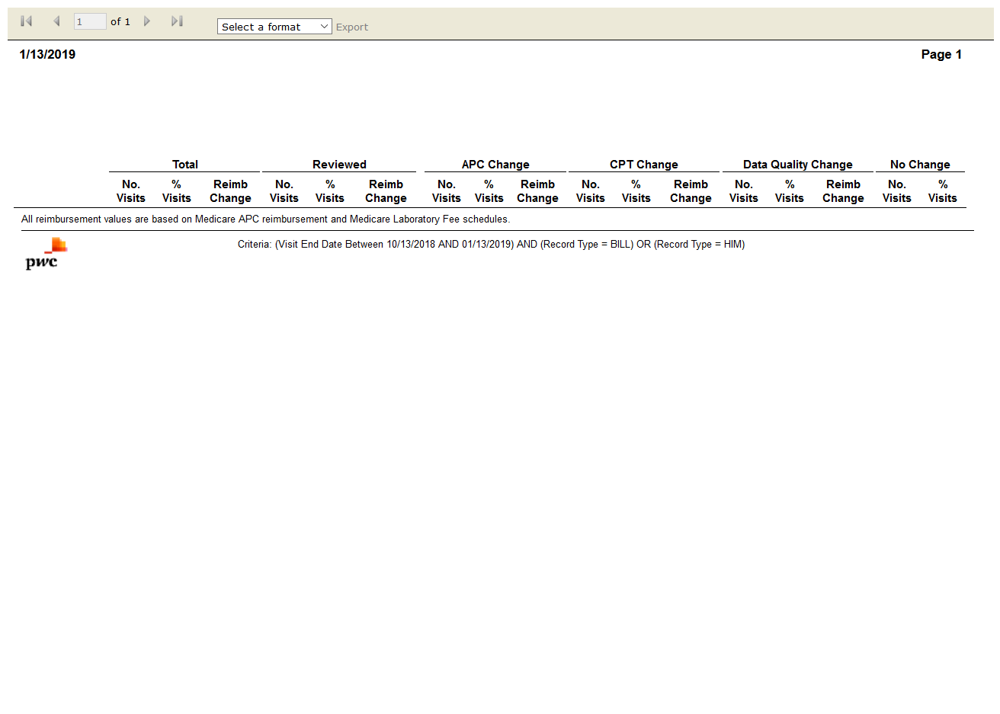 1 of 1 Select a format Export
1/13/2019 Page 1
Total Reviewed APC Change CPT Change Data Quality Change No Change
No. % Reimb No. % Reimb No. % Reimb No. % Reimb No. % Reimb No. %
Visits Visits Change Visits Visits Change Visits Visits Change Visits Visits Change Visits Visits Change Visits Visits
All reimbursement values are based on Medicare APC reimbursement and Medicare Laboratory Fee schedules.
Criteria: (Visit End Date Between 10/13/2018 AND 01/13/2019) AND (Record Type = BILL) OR (Record Type = HIM)
pwc